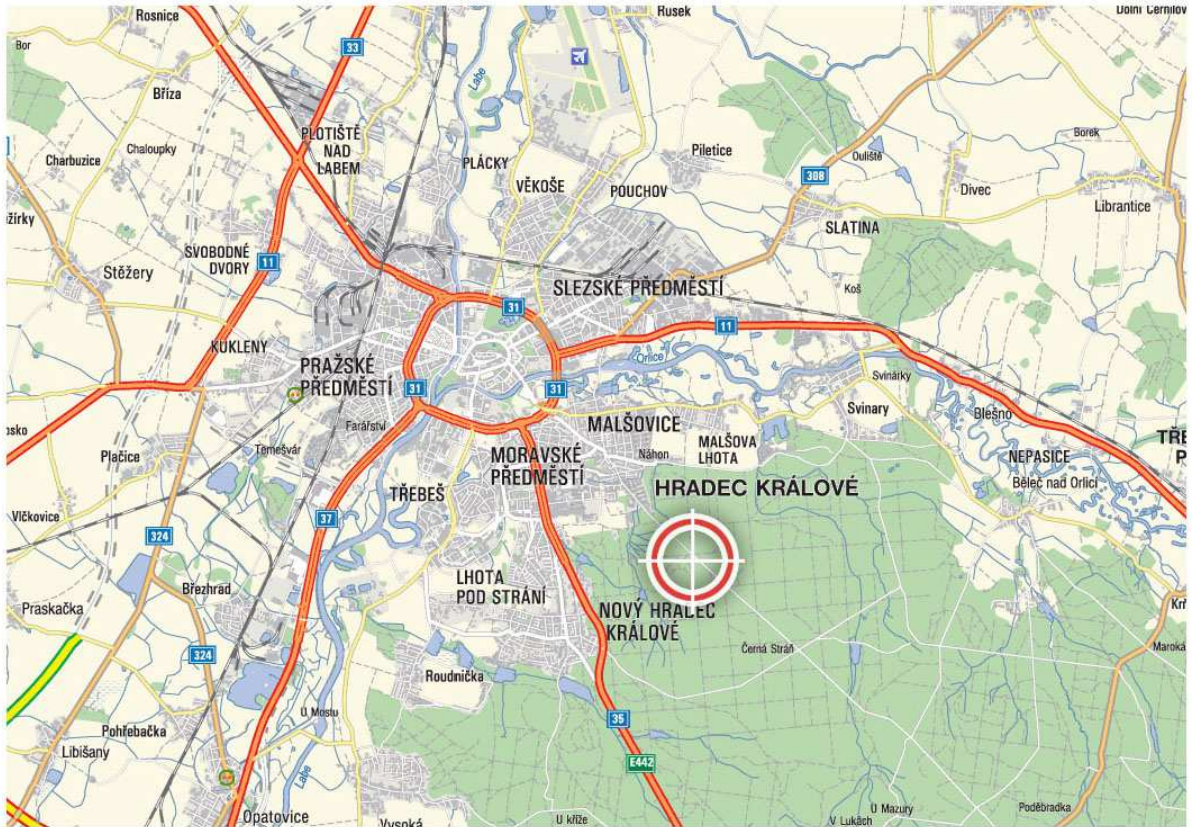 Rosnice
Rusek
Dolní Černilov
33
Bor
Labe
Bříza
PLOTIŠTĚ
NAD
LABEM
Charbuzice
Chaloupky
PLÁCKY
Piletice
Ouliště
Borek
308
VĚKOŠE
POUCHOV
Divec
Librantice
SLATINA
SVOBODNÉ
DVORY
11
Stěžery
Koš
SLEZSKÉ PŘEDMĚSTÍ
31
11
KUKLENY
Orlice
PRAŽSKÉ
PŘEDMĚSTÍ
Svinárky
31
31
Svinary
Blešno
Farářství
MALŠOVICE
MALŠOVA
LHOTA
Plačice
Temešvár
MORAVSKÉ
PŘEDMĚSTÍ
Náhon
NEPASICE
Běleč nad Orlicí
TŘEBEŠ
HRADEC KRÁLOVÉ
Vlčkovice
37
324
LHOTA
POD STRÁNÍ
Březhrad
Praskačka
NOVÝ HRADEC
KRÁLOVÉ
324
Černá Stráň
Roudnička
U Mostu
35
Pohřebačka
Libišany
Labe
E442
Opatovice
Vysoká
U kříže
U Mazury
V Lukách
Poděbradka